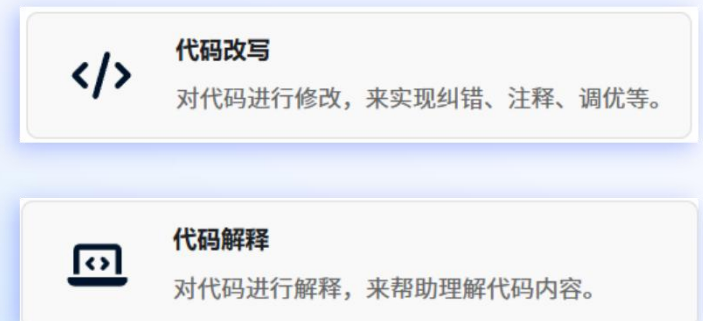 代码改写
对代码进行修改，来实现纠错、注释、调优等。
代码解释
对代码进行解释，来帮助理解代码内容。